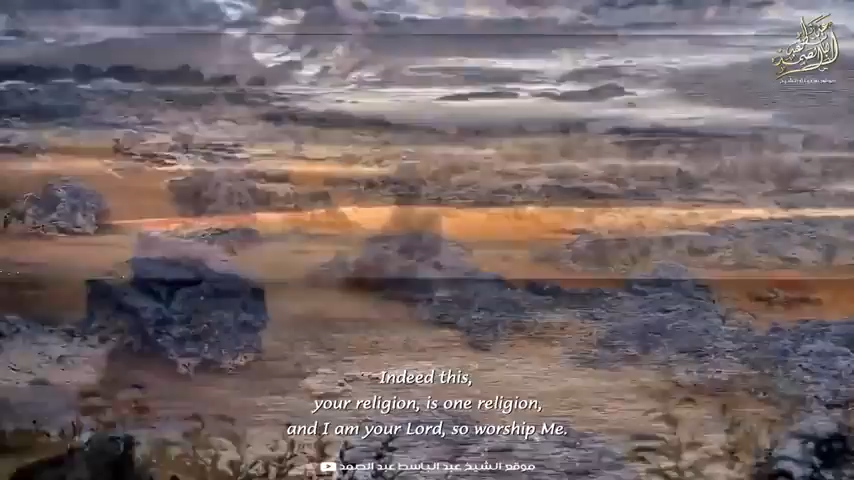 Indeed this,
your religion, is one religion,
and I am your Lord, so worship Me.
موقع الشيخ عبد الباسط عبد الصمد